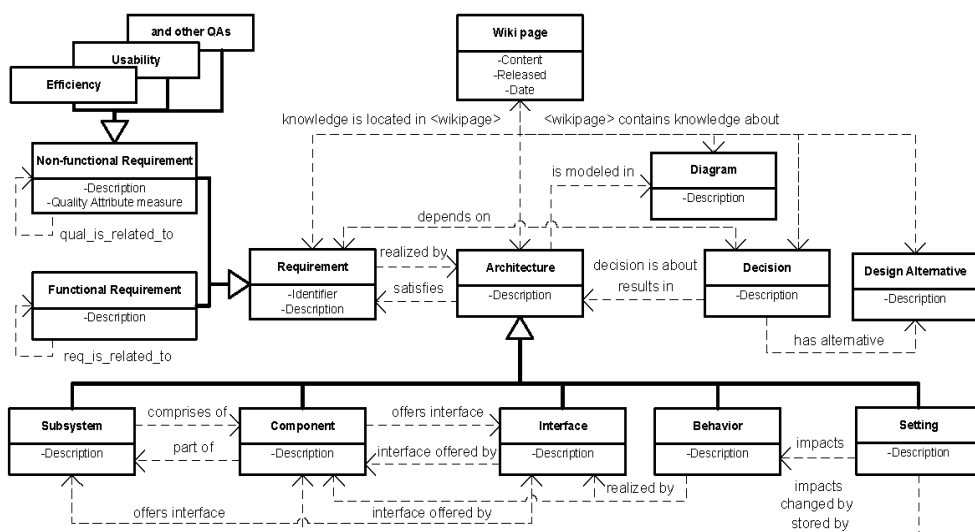 and other QAs
Usability
Efficiency
Wiki page
-Content
-Released
-Date
knowledge is located in <wikipage>
<wikipage> contains knowledge about
Non-functional Requirement
-Description
-Quality Attribute measure
qual_is_related_to
is modeled in
Diagram
-Description
depends on
Functional Requirement
-Description
req_is_related_to
Requirement
-Identifier
-Description
realized by
satisfies
Architecture
-Description
decision is about
results in
Decision
-Description
Design Alternative
-Description
has alternative
Subsystem
-Description
comprises of
part of
Component
-Description
offers interface
interface offered by
Interface
-Description
Behavior
-Description
impacts
Setting
-Description
offers interface
interface offered by
realized by
impacts
changed by
stored by